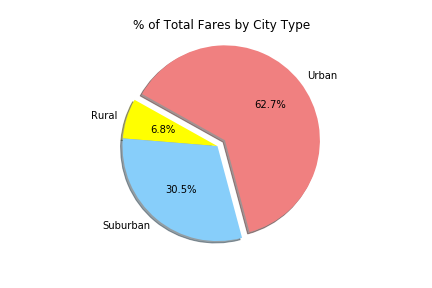 % of Total Fares by City Type
Urban
62.7%
Rural
6.8%
30.5%
Suburban